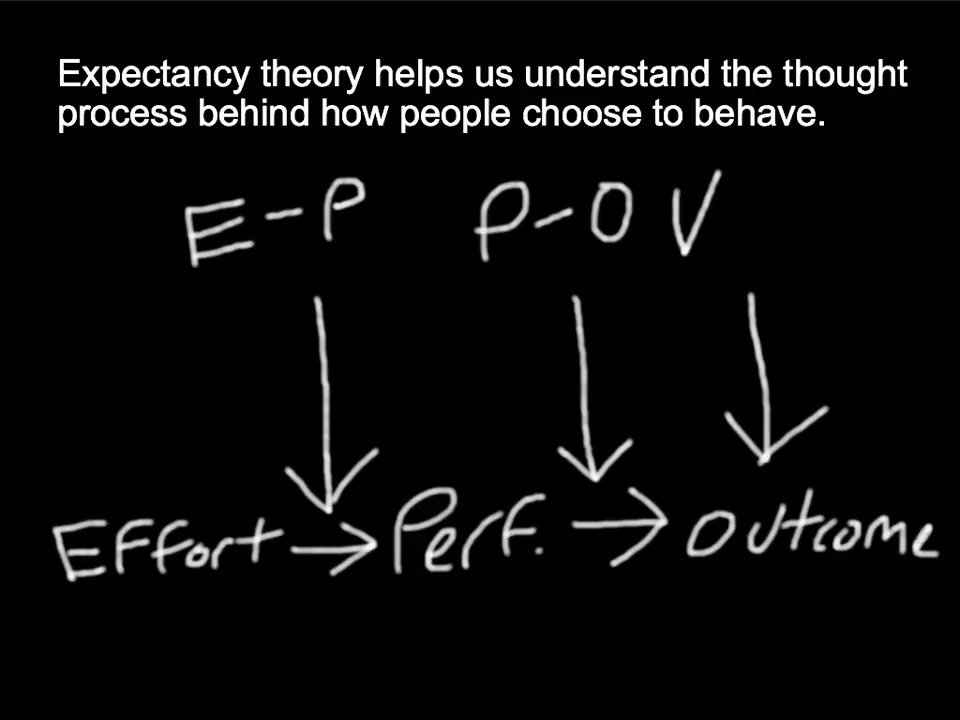 Expectancy theory helps us understand the thought
process behind how people choose to behave.
E-P P-O V
Effort → Perf. → Outcome